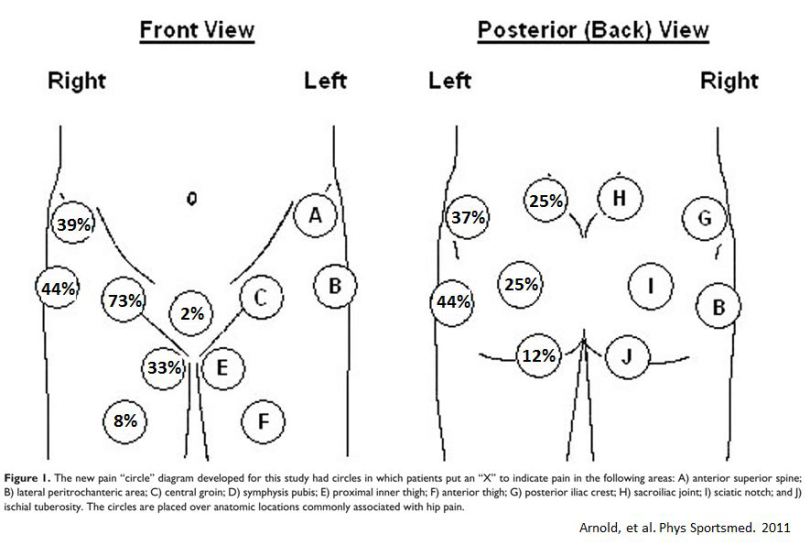 Front View
Posterior (Back) View
Right
Left
Left
Right
39%
A
37%
25%
H
G
44%
73%
2%
C
B
44%
25%
I
B
33%
E
12%
J
8%
F
Figure 1. The new pain “circle” diagram developed for this study had circles in which patients put an “X” to indicate pain in the following areas: A) anterior superior spine;
B) lateral peritrochanteric area; C) central groin; D) symphysis pubis; E) proximal inner thigh; F) anterior thigh; G) posterior iliac crest; H) sacroiliac joint; I) sciatic notch; and J)
ischial tuberosity. The circles are placed over anatomic locations commonly associated with hip pain.
Arnold, et al. Phys Sportsmed. 2011